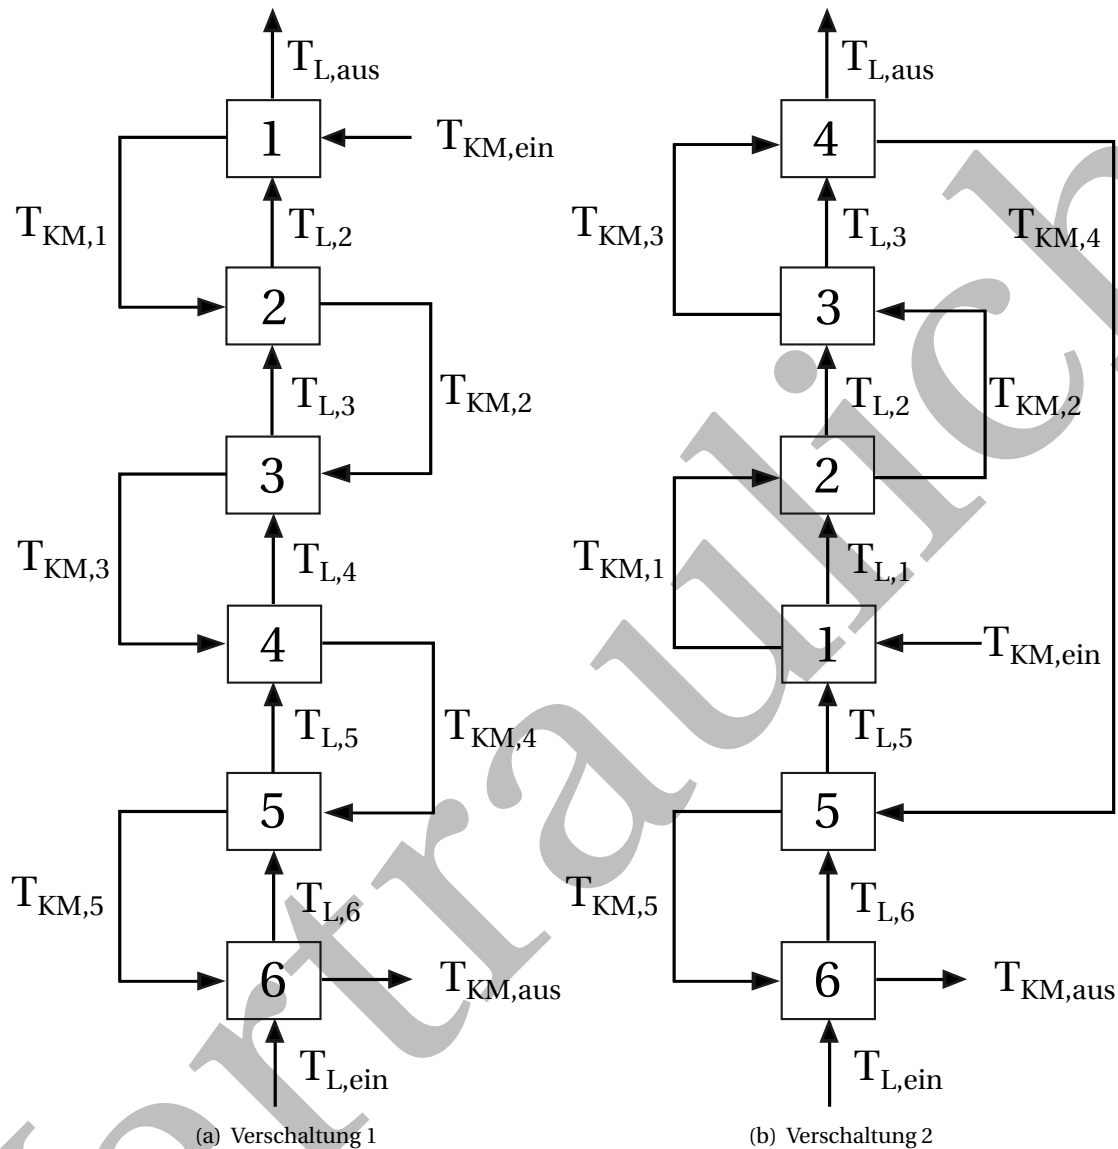 T_L,aus
1
T_KM,ein
T_KM,1
T_L,2
2
T_L,3
T_KM,2
3
T_KM,3
T_L,4
4
T_L,5
T_KM,4
5
T_KM,5
T_L,6
6
T_KM,aus
T_L,ein
(a) Verschaltung 1
T_L,aus
4
T_KM,3
T_L,3
T_KM,4
3
T_L,2
T_KM,2
2
T_KM,1
T_L,1
1
T_KM,ein
T_L,5
5
T_KM,5
T_L,6
6
T_KM,aus
T_L,ein
(b) Verschaltung 2